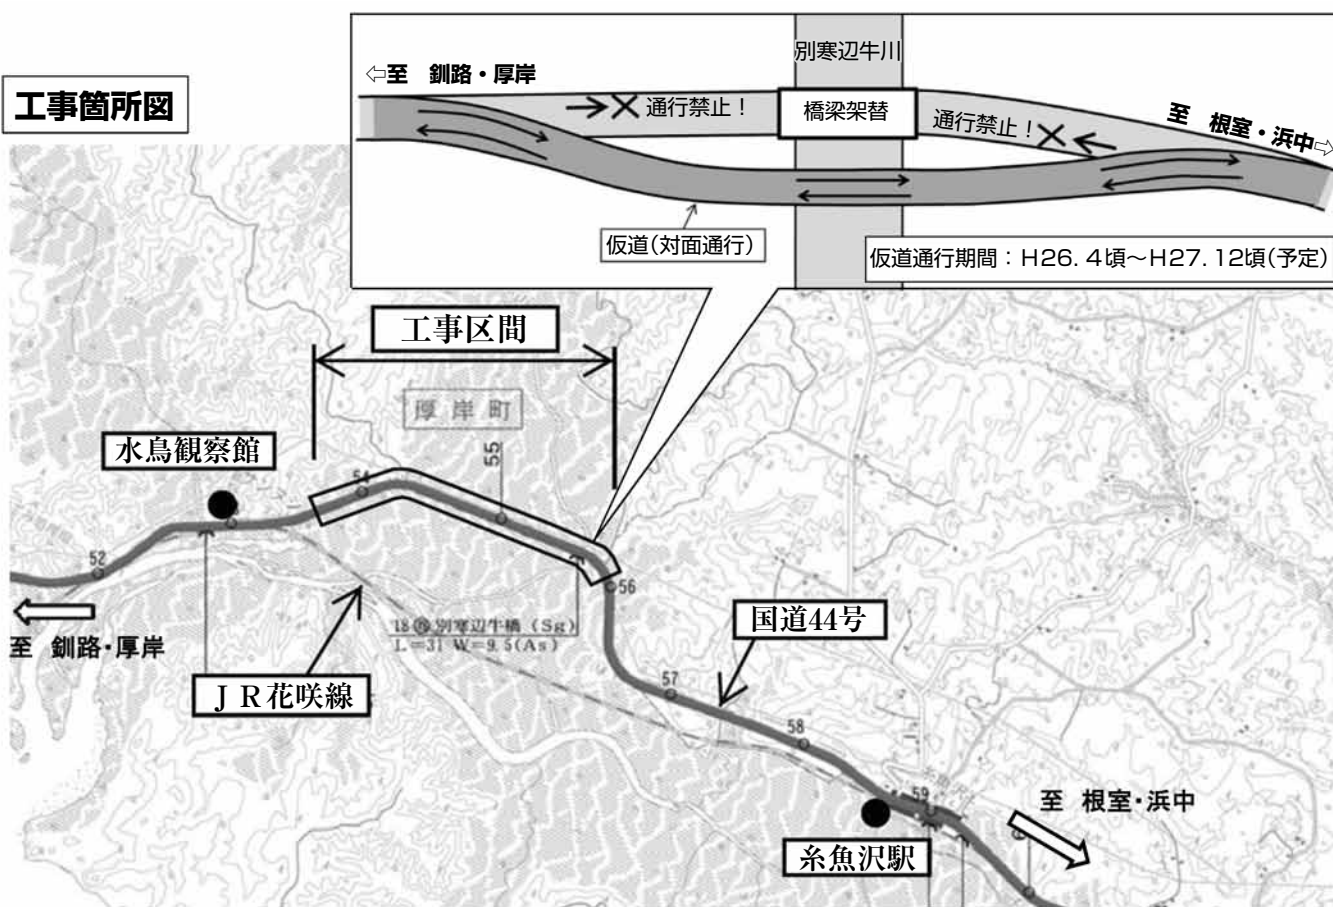 工事箇所図
別寒辺牛川
⇦至 釧路・厚岸
通行禁止！
橋梁架替
通行禁止！
至 根室・浜中⇨
仮道(対面通行)
仮道通行期間：H26.4頃～H27.12頃(予定)
工事区間
厚岸町
水鳥観察館
54
55
52
56
至 釧路・厚岸
別寒辺牛橋 (Sg)
L=31 W=9.5(As)
国道44号
ＪＲ花咲線
57
58
59
至 根室・浜中
糸魚沢駅